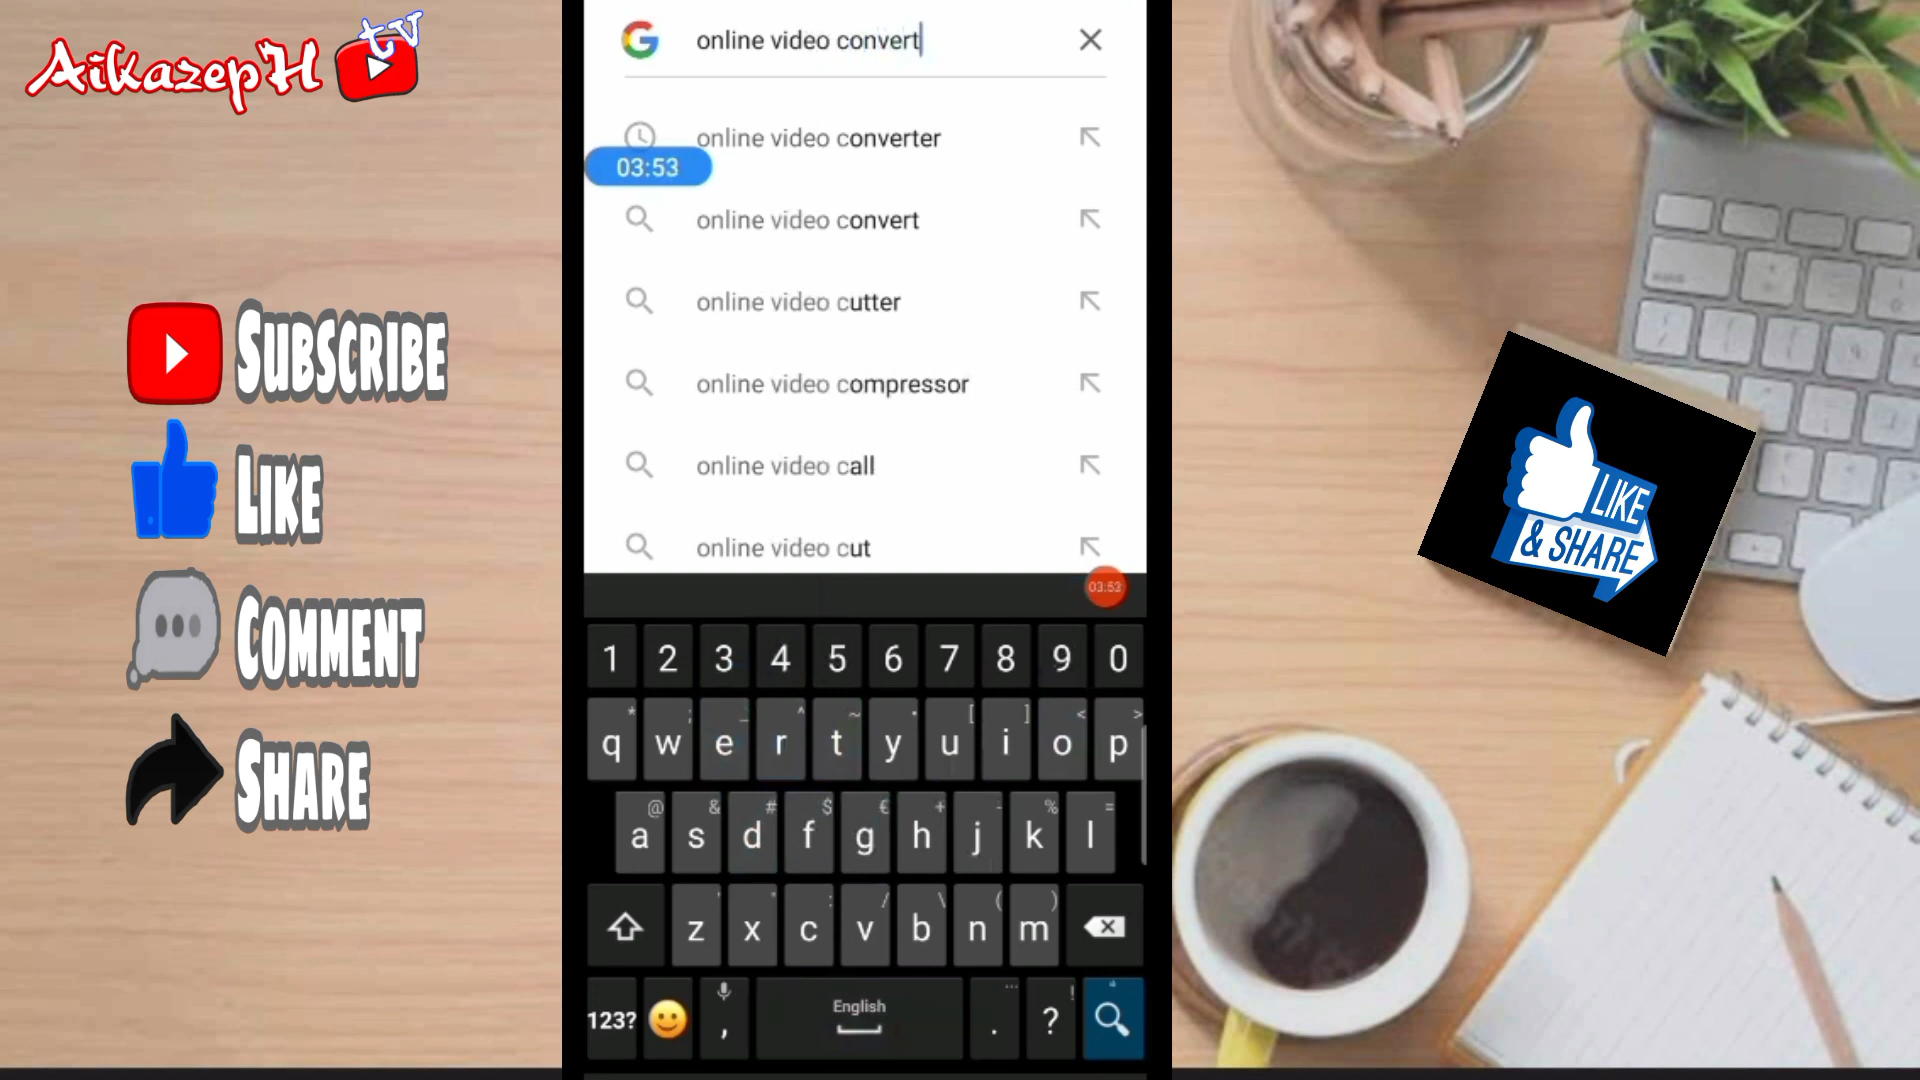 AikazepH tv
SUBSCRIBE
LIKE
COMMENT
SHARE
online video convert
online video converter
03:53
online video convert
online video cutter
online video compressor
online video call
online video cut
03:53
1 2 3 4 5 6 7 8 9 0
* ; _ ^ ~ • [ ] < >
q w e r t y u i o p
@ & # $ € + - % =
a s d f g h j k l
' " : / \ ( )
z x c v b n m
123? , English . ?
LIKE
& SHARE